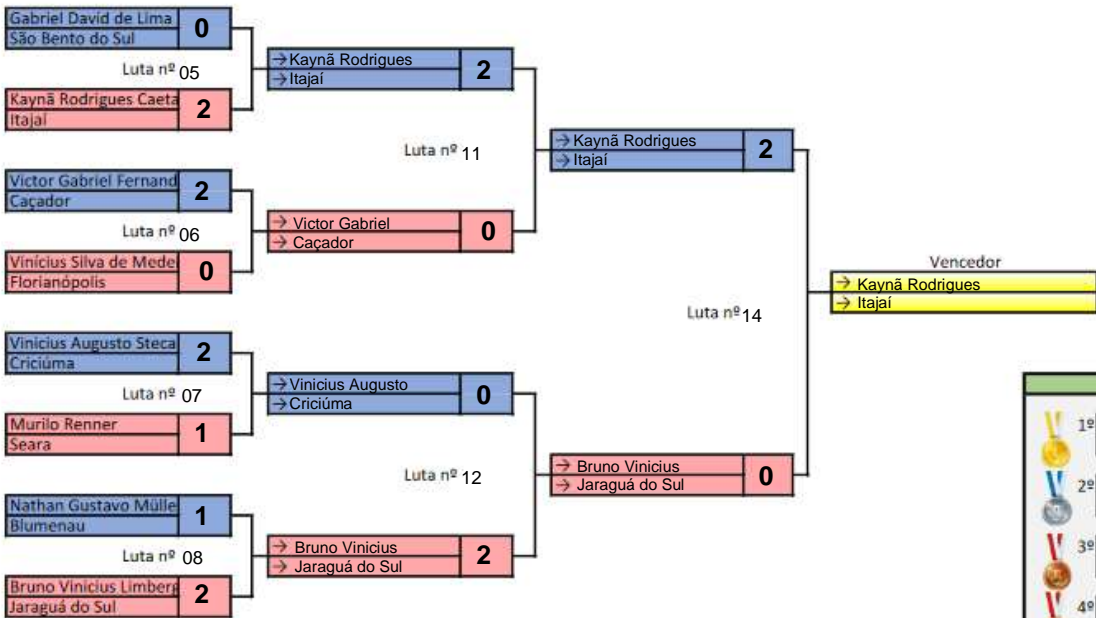 Gabriel David de Lima
São Bento do Sul
0
Luta nº 05
Kaynã Rodrigues Caeta
Itajaí
2
Victor Gabriel Fernand
Caçador
2
Luta nº 06
Vinícius Silva de Medei
Florianópolis
0
Vinicius Augusto Steca
Criciúma
2
Luta nº 07
Murilo Renner
Seara
1
Nathan Gustavo Mülle
Blumenau
1
Luta nº 08
Bruno Vinicius Limberg
Jaraguá do Sul
2
→ Kaynã Rodrigues
→ Itajaí
2
Luta nº 11
→ Victor Gabriel
→ Caçador
0
→ Vinicius Augusto
→ Criciúma
0
Luta nº 12
→ Bruno Vinicius
→ Jaraguá do Sul
2
→ Kaynã Rodrigues
→ Itajaí
2
Luta nº 14
→ Bruno Vinicius
→ Jaraguá do Sul
0
Vencedor
→ Kaynã Rodrigues
→ Itajaí
1º
2º
3º
4º